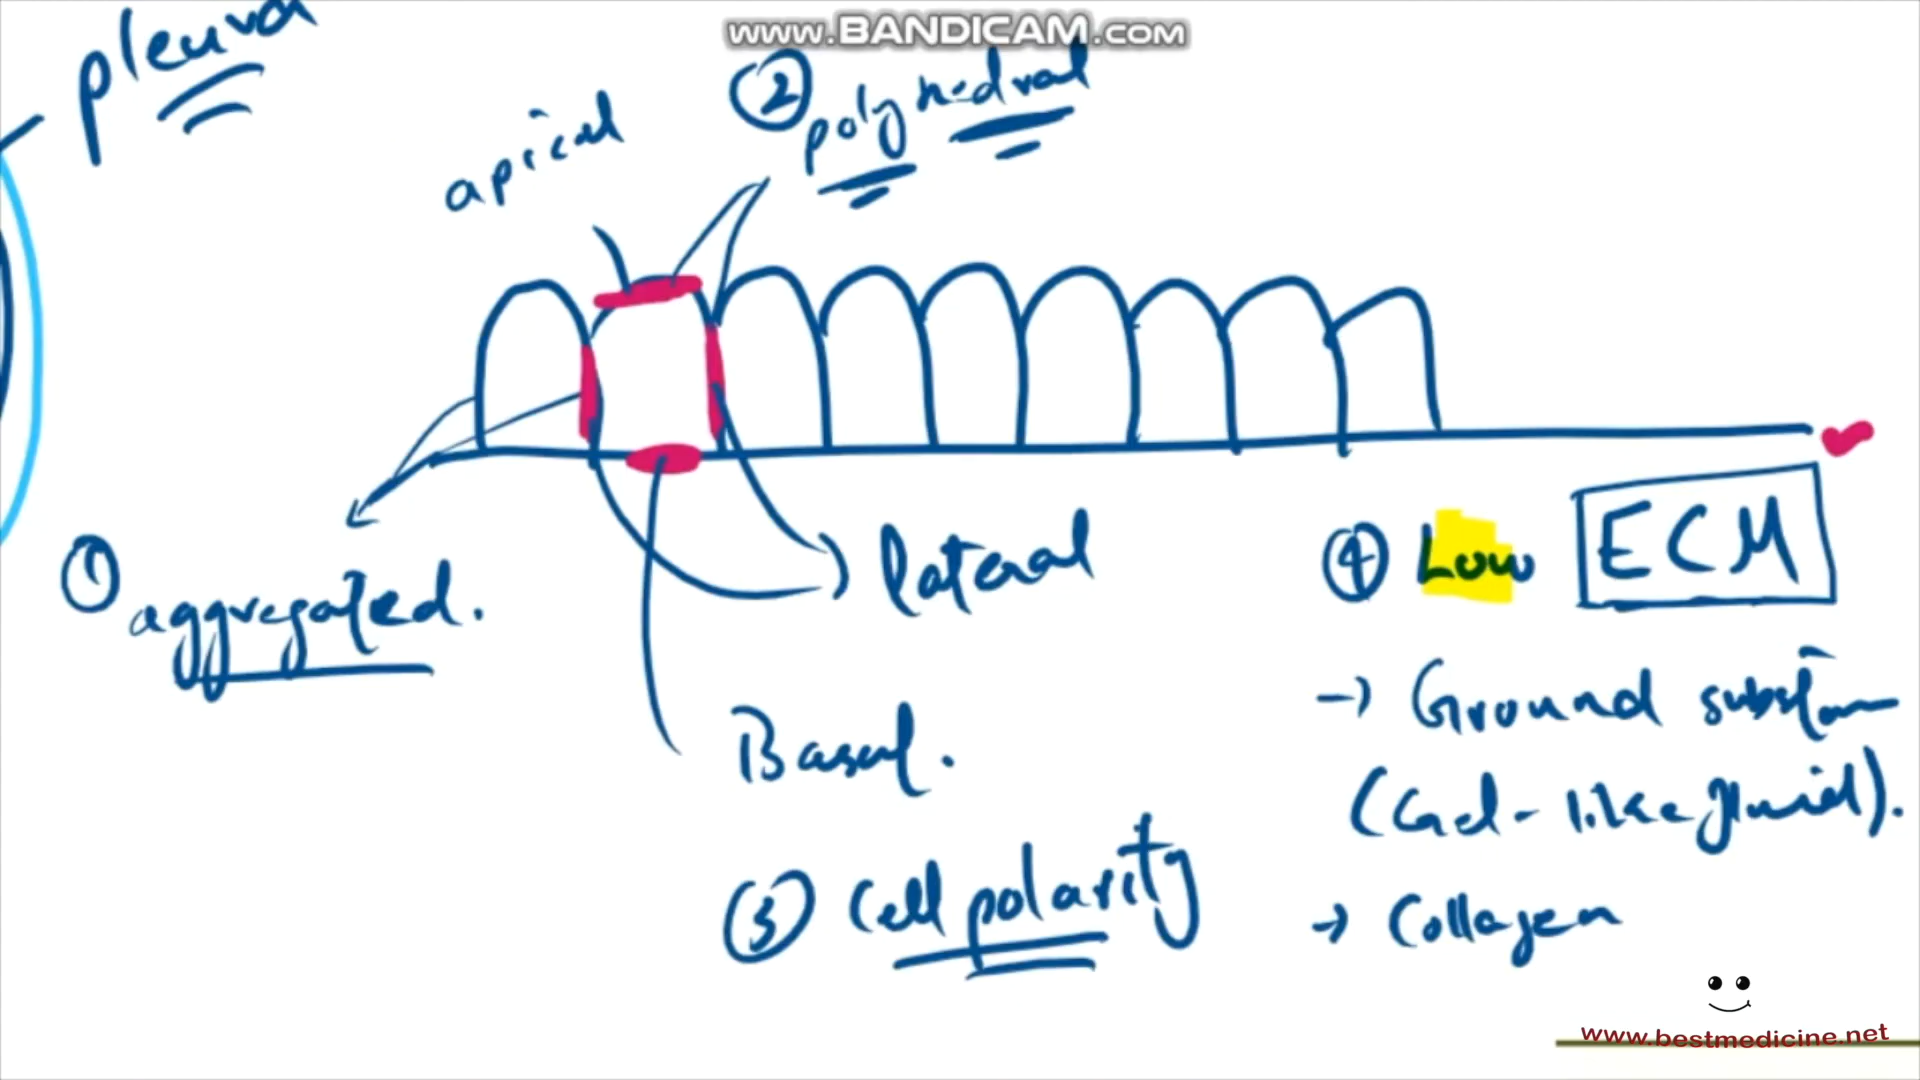 www.BANDICAM.com
pleura
② polyhedral
apical
① aggregated.
lateral
④ Low ECM
Basal.
→ Ground substan
(Gel-like fluid).
③ Cell polarity
→ Collagen
www.bestmedicine.net